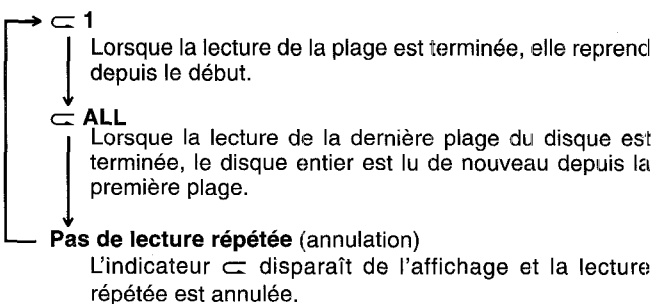 ⊂ 1
Lorsque la lecture de la plage est terminée, elle reprend
depuis le début.
⊂ ALL
Lorsque la lecture de la dernière plage du disque est
terminée, le disque entier est lu de nouveau depuis la
première plage.
Pas de lecture répétée (annulation)
L'indicateur ⊂ disparaît de l'affichage et la lecture
répétée est annulée.